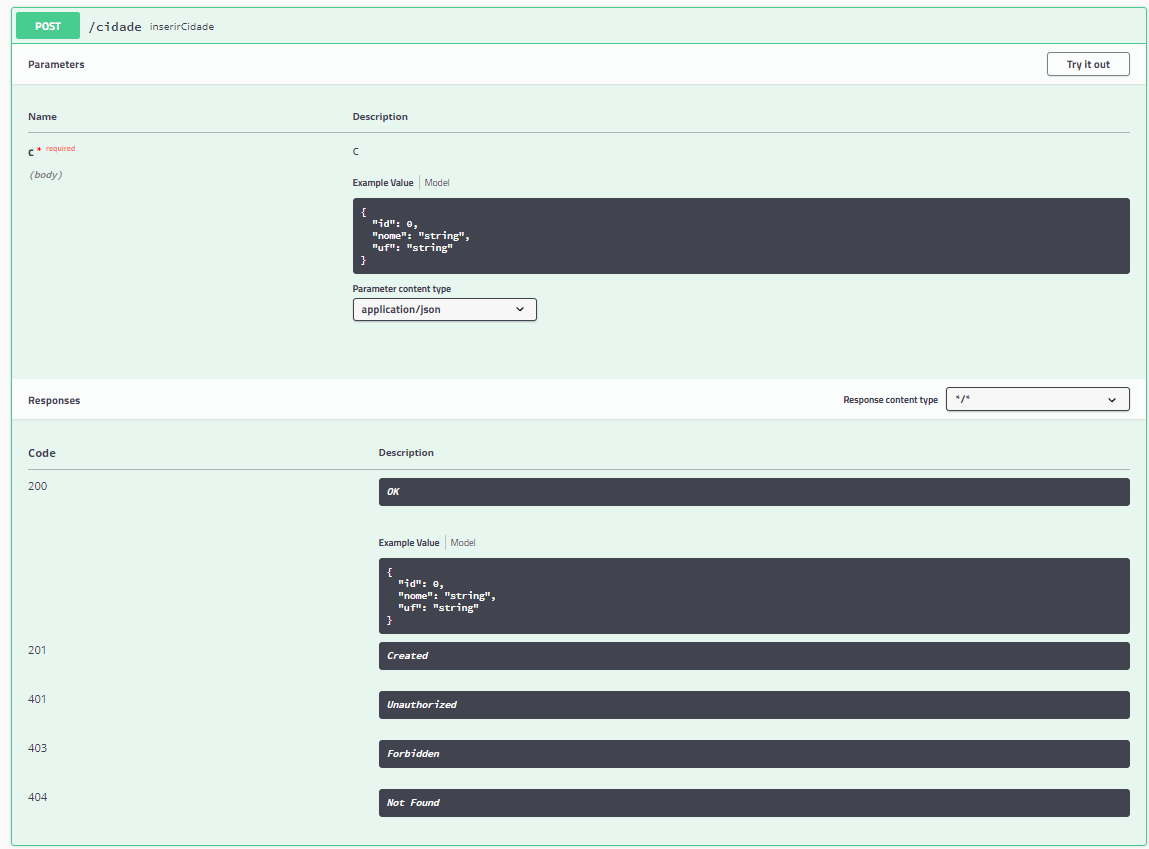 POST /cidade inserirCidade
Parameters Try it out
Name Description
c * required C
(body)
Example Value Model
{
"id": 0,
"nome": "string",
"uf": "string"
}
Parameter content type
application/json
Responses Response content type */*
Code Description
200 OK
Example Value Model
{
"id": 0,
"nome": "string",
"uf": "string"
}
201 Created
401 Unauthorized
403 Forbidden
404 Not Found